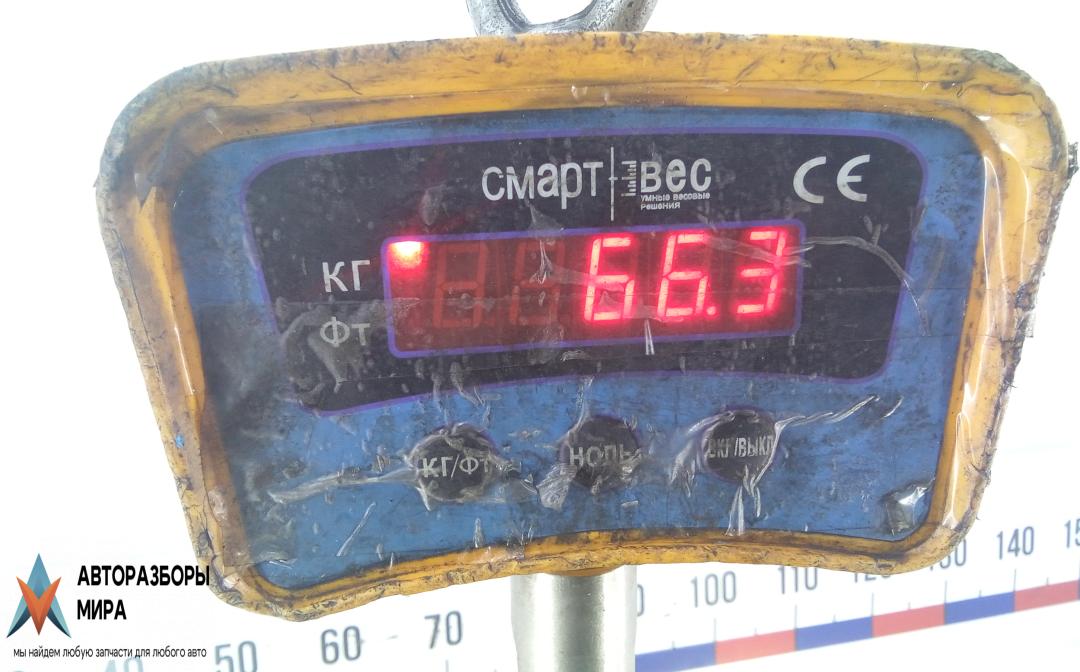 смарт вес
умные весовые
решения
CE
КГ
ФТ
66.3
КГ/ФТ
НОЛЬ
ВКЛ/ВЫКЛ
140
110
100
70
60
50
40
АВТОРАЗБОРЫ
МИРА
мы найдем любую запчасти для любого авто